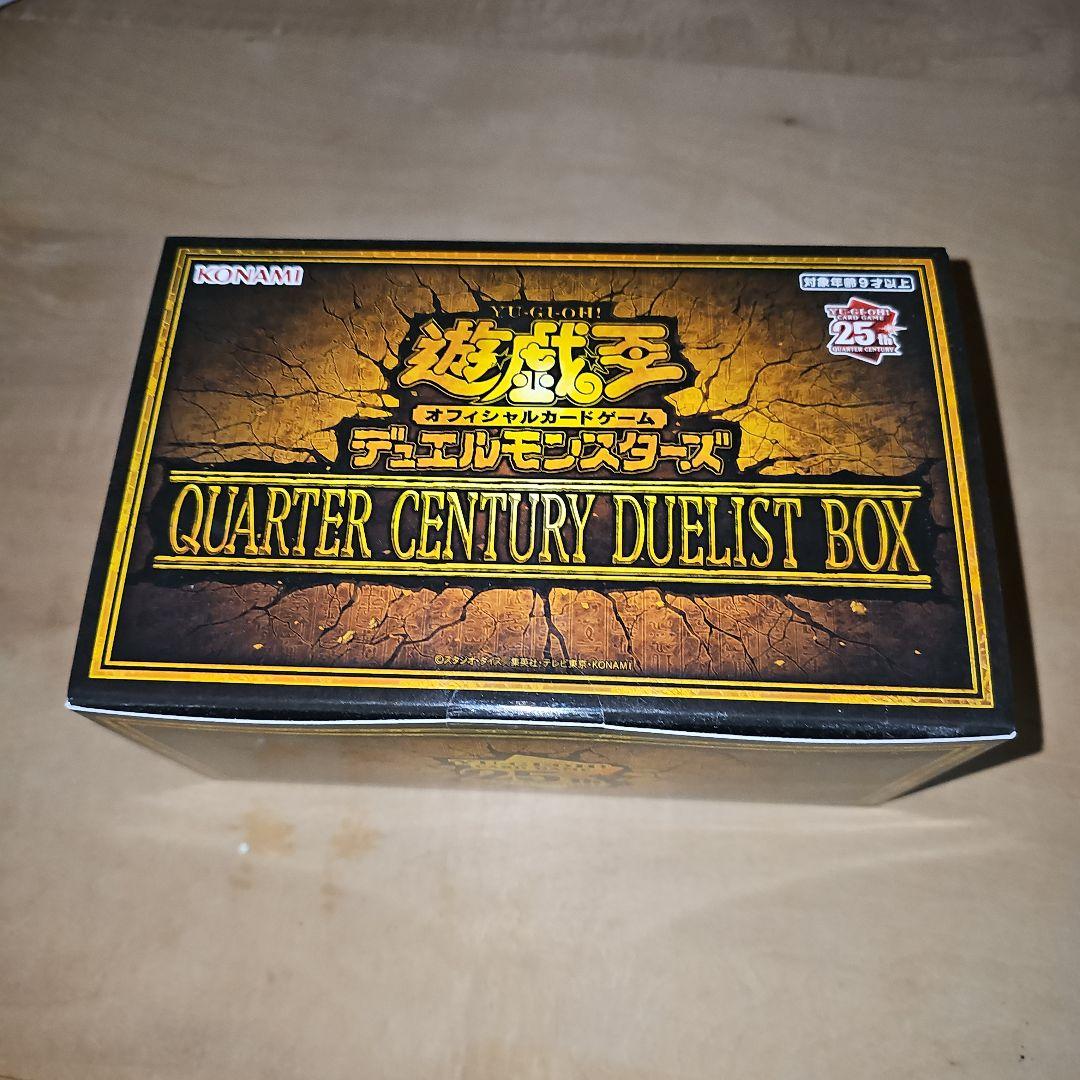 KONAMI
対象年齢9才以上
YU-GI-OH!
CARD GAME
25th
QUARTER CENTURY
YU-GI-OH!
遊戯王
オフィシャルカードゲーム
デュエルモンスターズ
QUARTER CENTURY DUELIST BOX
©スタジオ・ダイス/集英社・テレビ東京・KONAMI